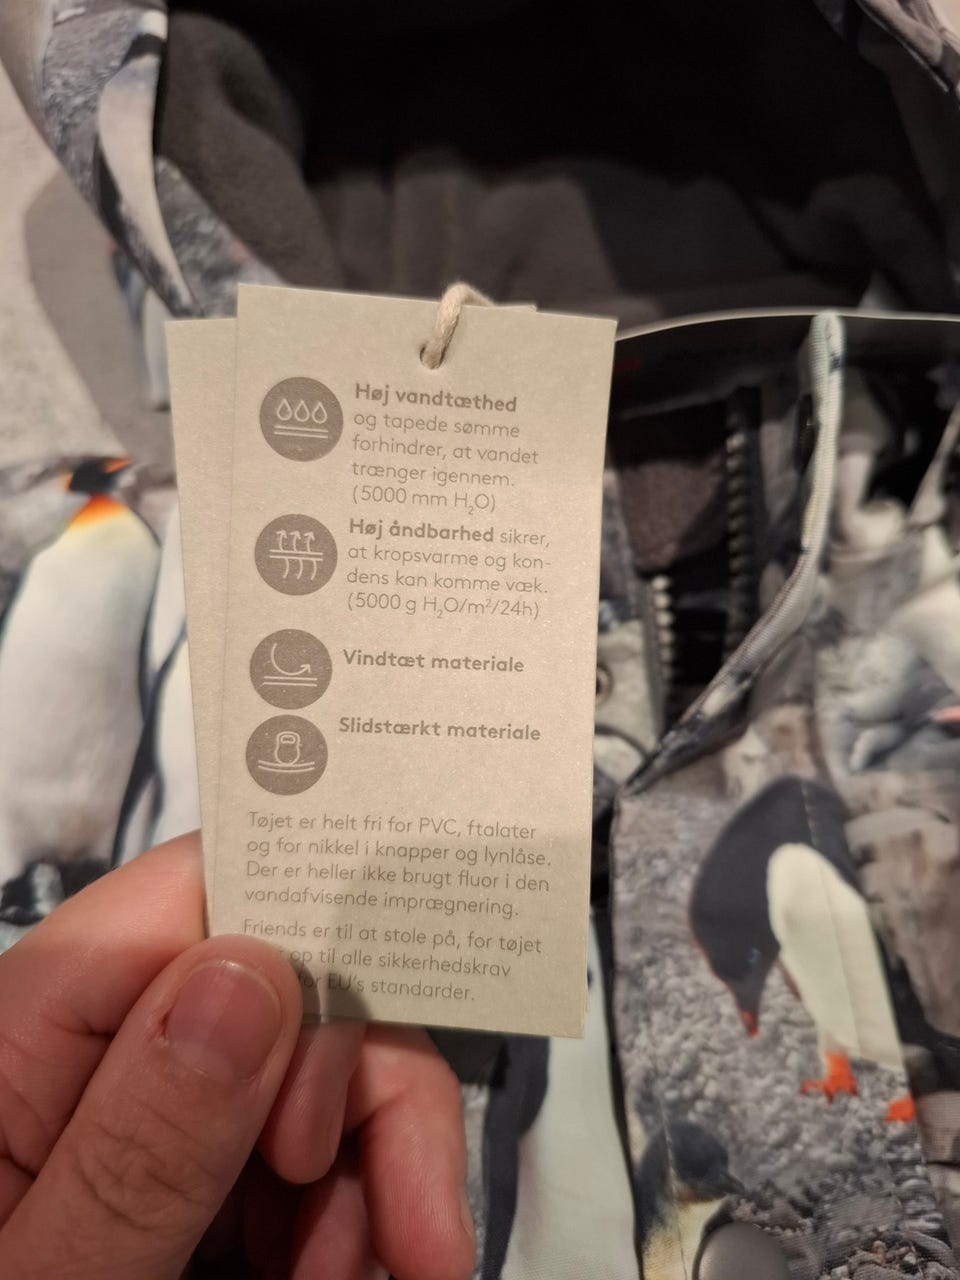 Høj vandtæthed
og tapede sømme
forhindrer, at vandet
trænger igennem.
(5000 mm H₂O)
Høj åndbarhed sikrer,
at kropsvarme og kon-
dens kan komme væk.
(5000 g H₂O/m²/24h)
Vindtæt materiale
Slidstærkt materiale
Tøjet er helt fri for PVC, ftalater
og for nikkel i knapper og lynlåse.
Der er heller ikke brugt fluor i den
vandafvisende imprægnering.
Friends er til at stole på, for tøjet
op til alle sikkerhedskrav
for EU's standarder.